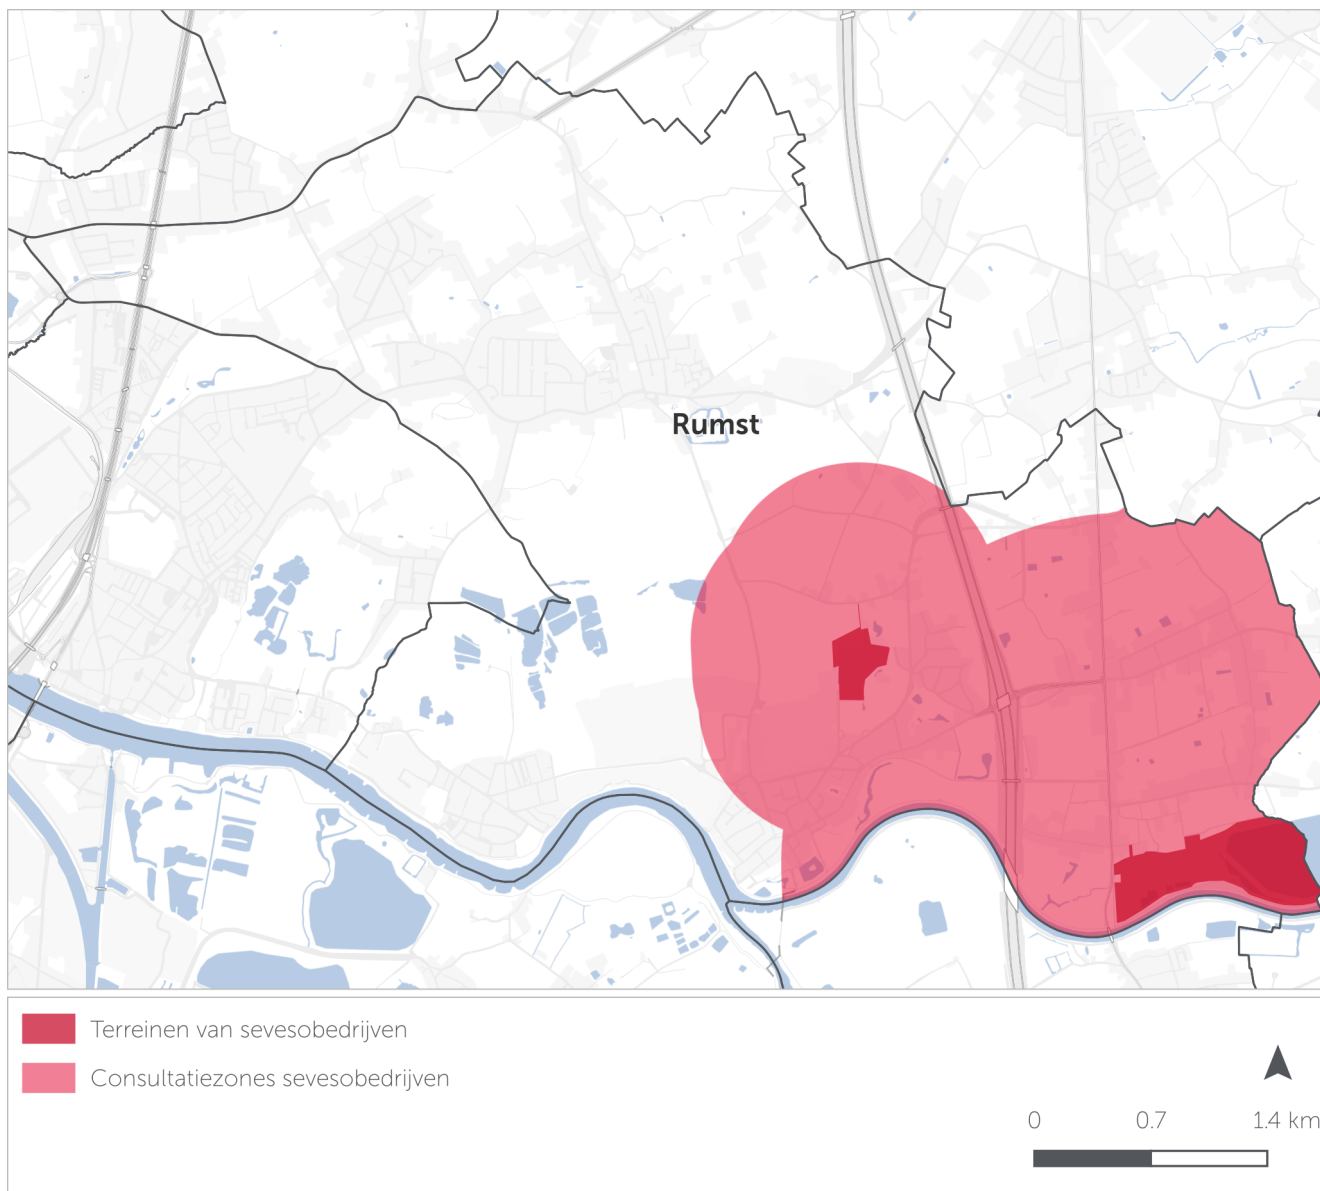 Rumst
Terreinen van sevesobedrijven
Consultatiezones sevesobedrijven
0 0.7 1.4 km